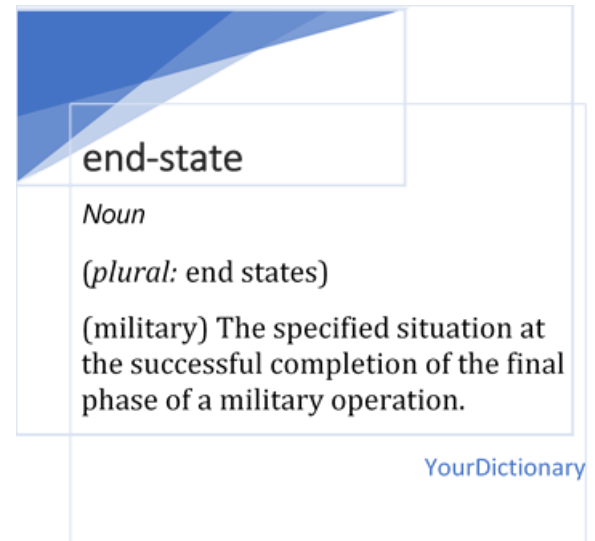 end-state
Noun
(plural: end states)
(military) The specified situation at
the successful completion of the final
phase of a military operation.
YourDictionary